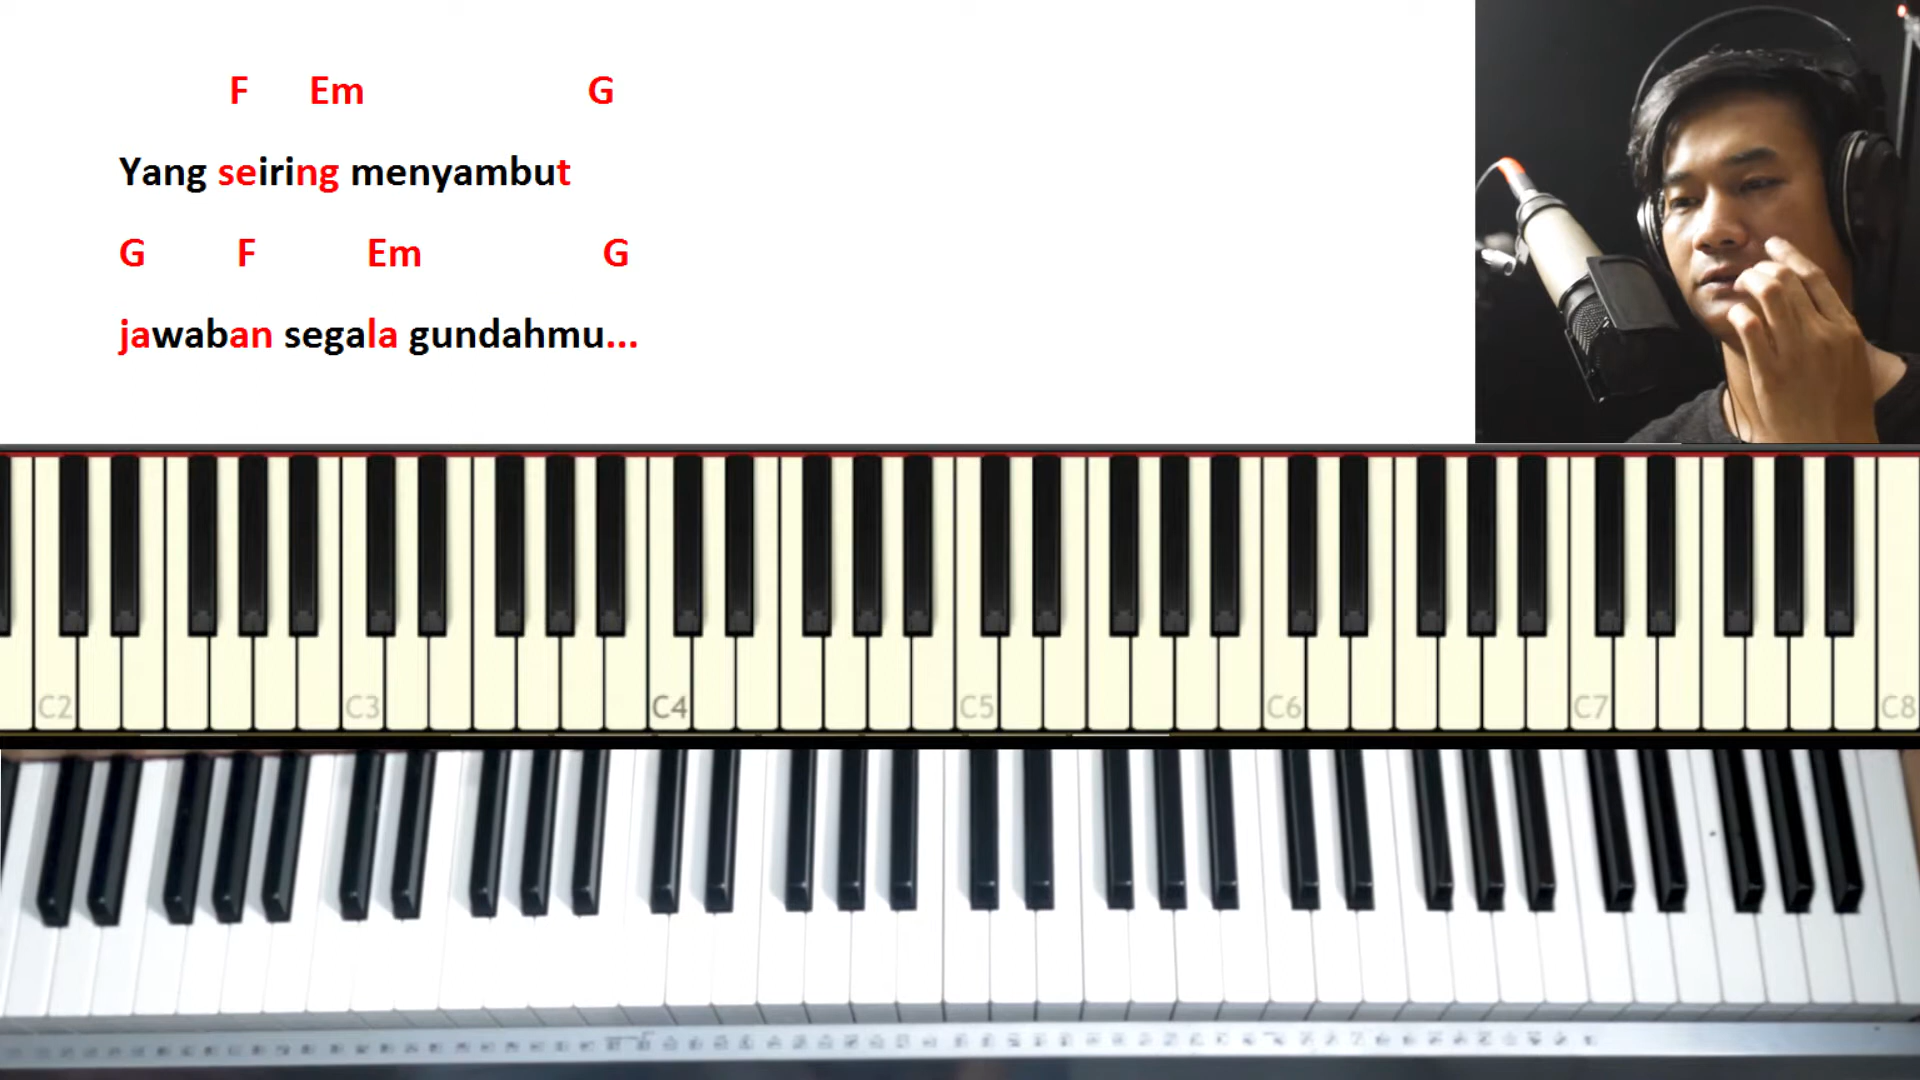 F Em G
Yang seiring menyambut
G F Em G
jawaban segala gundahmu...
C2 C3 C4 C5 C6 C7 C8